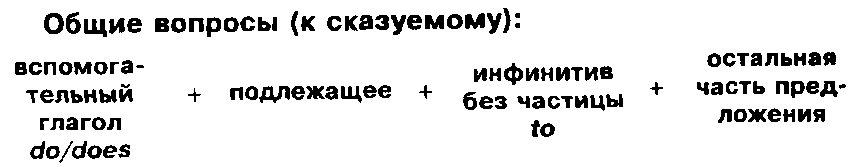 Общие вопросы (к сказуемому):
вспомога-
тельный
глагол
do/does
+ подлежащее +
инфинитив
без частицы
to
+
остальная
часть пред-
ложения